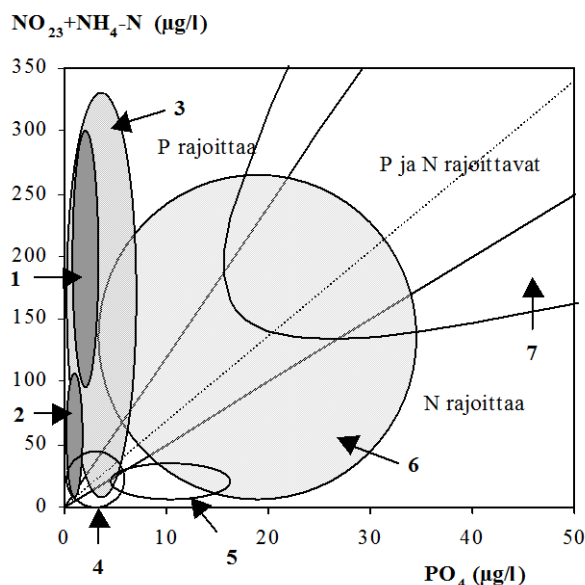 NO23+NH4-N (µg/l)
350
300
250
200
150
100
50
0
3
P rajoittaa
P ja N rajoittavat
1
7
2
N rajoittaa
6
4
5
0 10 20 30 40 50
PO4 (µg/l)